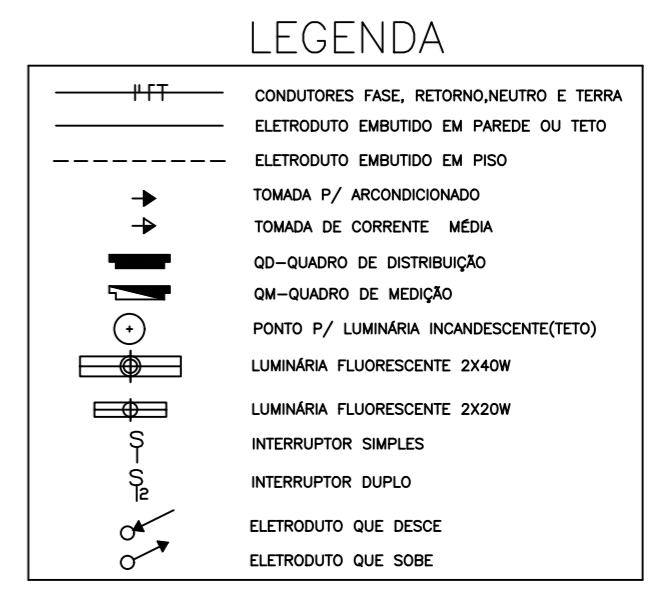 LEGENDA
CONDUTORES FASE, RETORNO,NEUTRO E TERRA
ELETRODUTO EMBUTIDO EM PAREDE OU TETO
ELETRODUTO EMBUTIDO EM PISO
TOMADA P/ ARCONDICIONADO
TOMADA DE CORRENTE MÉDIA
QD-QUADRO DE DISTRIBUIÇÃO
QM-QUADRO DE MEDIÇÃO
PONTO P/ LUMINÁRIA INCANDESCENTE(TETO)
LUMINÁRIA FLUORESCENTE 2X40W
LUMINÁRIA FLUORESCENTE 2X20W
S INTERRUPTOR SIMPLES
S2 INTERRUPTOR DUPLO
ELETRODUTO QUE DESCE
ELETRODUTO QUE SOBE